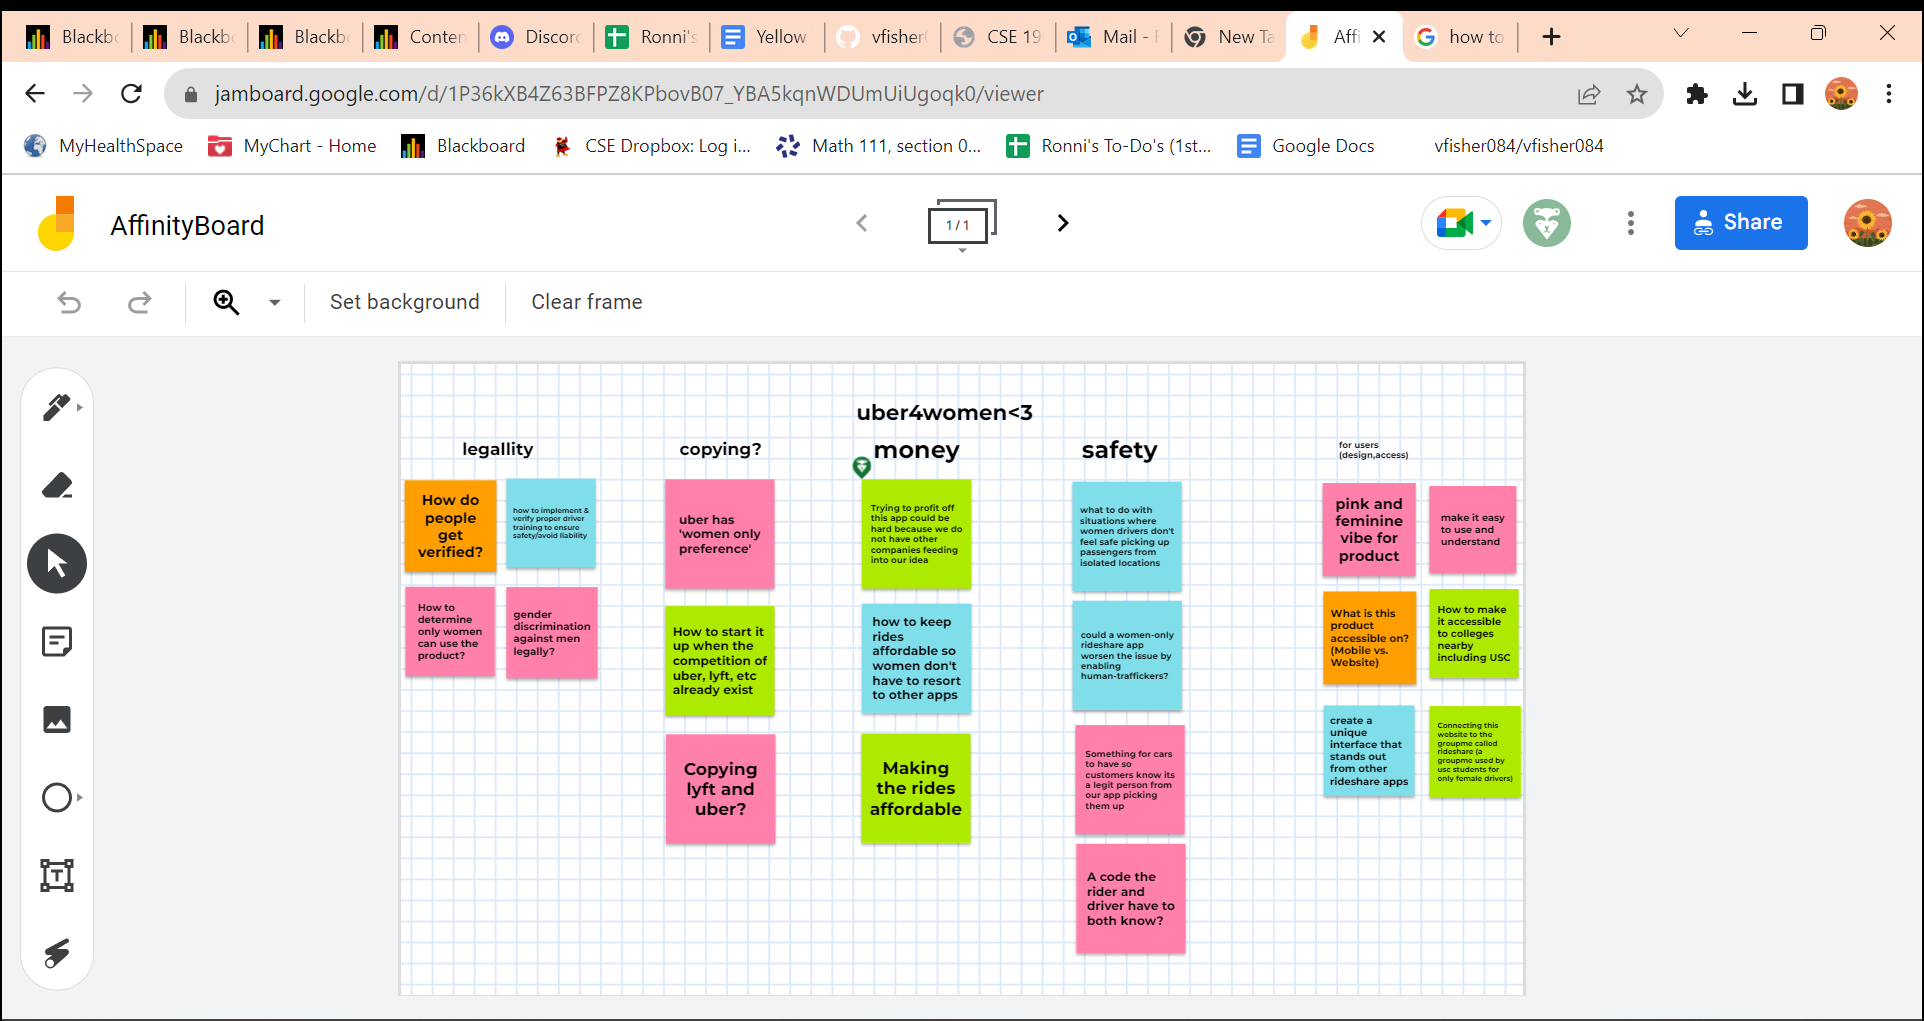 Blackb
Blackb
Blackb
Conten
Discord
Ronni's
Yellow
vfisher
CSE 19
Mail -
New Ta
Affi
how to
jamboard.google.com/d/1P36kXB4Z63BFPZ8KPbovB07_YBA5kqnWDUmUiUgoqk0/viewer
MyHealthSpace
MyChart - Home
Blackboard
CSE Dropbox: Log i...
Math 111, section 0...
Ronni's To-Do's (1st...
Google Docs
vfisher084/vfisher084
AffinityBoard
1 / 1
Share
Set background
Clear frame
uber4women<3
legallity
How do
people
get
verified?
how to implement &
verify proper driver
training to ensure
safety/avoid liability
How to
determine
only women
can use the
product?
gender
discrimination
against men
legally?
copying?
uber has
'women only
preference'
How to start it
up when the
competition of
uber, lyft, etc
already exist
Copying
lyft and
uber?
money
Trying to profit off
this app could be
hard because we do
not have other
companies feeding
into our idea
how to keep
rides
affordable so
women don't
have to resort
to other apps
Making
the rides
affordable
safety
what to do with
situations where
women drivers don't
feel safe picking up
passengers from
isolated locations
could a women-only
rideshare app
worsen the issue by
enabling
human-traffickers?
Something for cars
to have so
customers know its
a legit person from
our app picking
them up
A code the
rider and
driver have to
both know?
for users
(design,access)
pink and
feminine
vibe for
product
make it easy
to use and
understand
What is this
product
accessible on?
(Mobile vs.
Website)
How to make
it accessible
to colleges
nearby
including USC
create a
unique
interface that
stands out
from other
rideshare apps
Connecting this
website to the
groupme called
rideshare (a
groupme used by
usc students for
only female drivers)